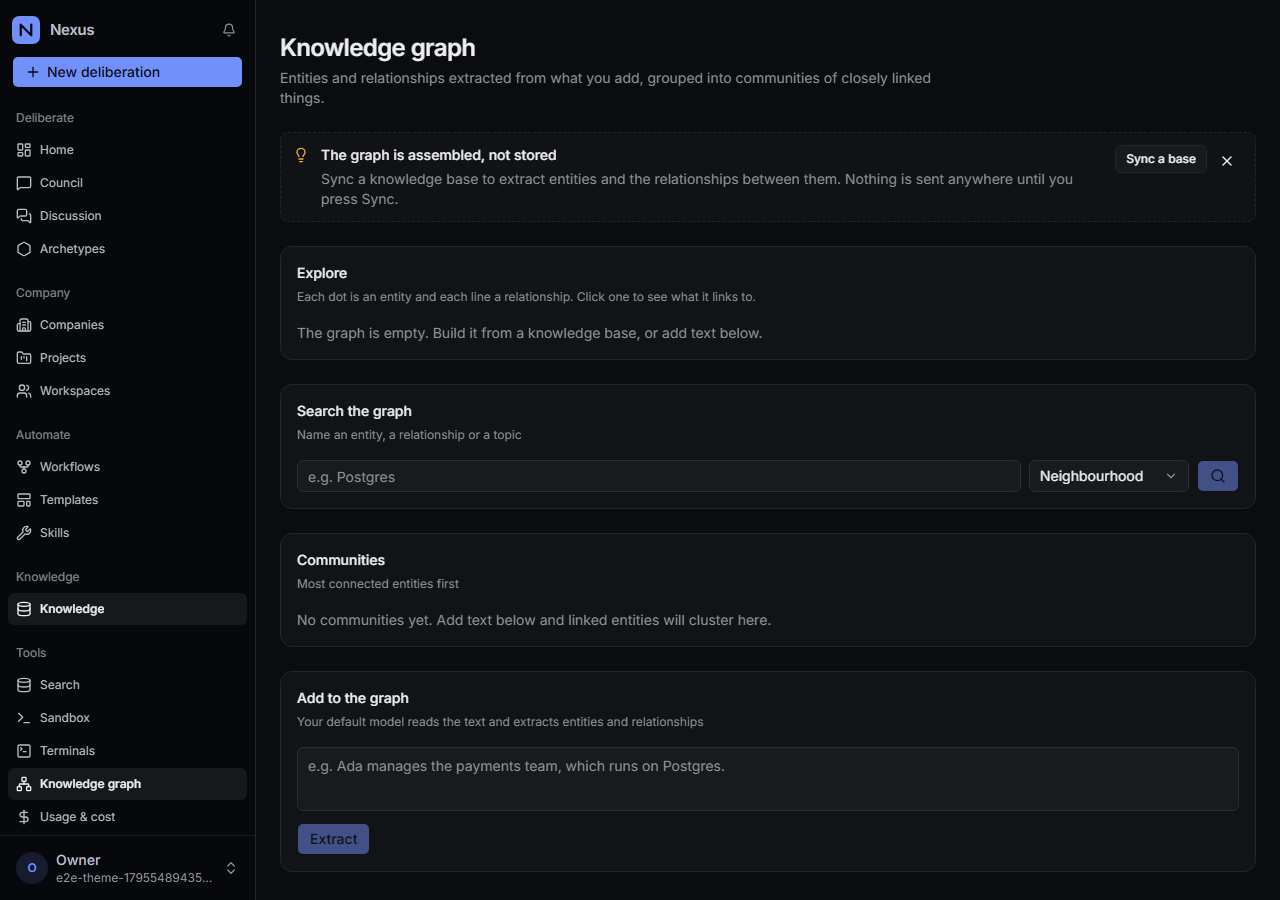 N Nexus
+ New deliberation
Deliberate
Home
Council
Discussion
Archetypes
Company
Companies
Projects
Workspaces
Automate
Workflows
Templates
Skills
Knowledge
Knowledge
Tools
Search
Sandbox
Terminals
Knowledge graph
Usage & cost
O
Owner
e2e-theme-17955489435...
Knowledge graph
Entities and relationships extracted from what you add, grouped into communities of closely linked
things.
The graph is assembled, not stored
Sync a knowledge base to extract entities and the relationships between them. Nothing is sent anywhere until you
press Sync.
Sync a base
Explore
Each dot is an entity and each line a relationship. Click one to see what it links to.
The graph is empty. Build it from a knowledge base, or add text below.
Search the graph
Name an entity, a relationship or a topic
e.g. Postgres
Neighbourhood
Communities
Most connected entities first
No communities yet. Add text below and linked entities will cluster here.
Add to the graph
Your default model reads the text and extracts entities and relationships
e.g. Ada manages the payments team, which runs on Postgres.
Extract